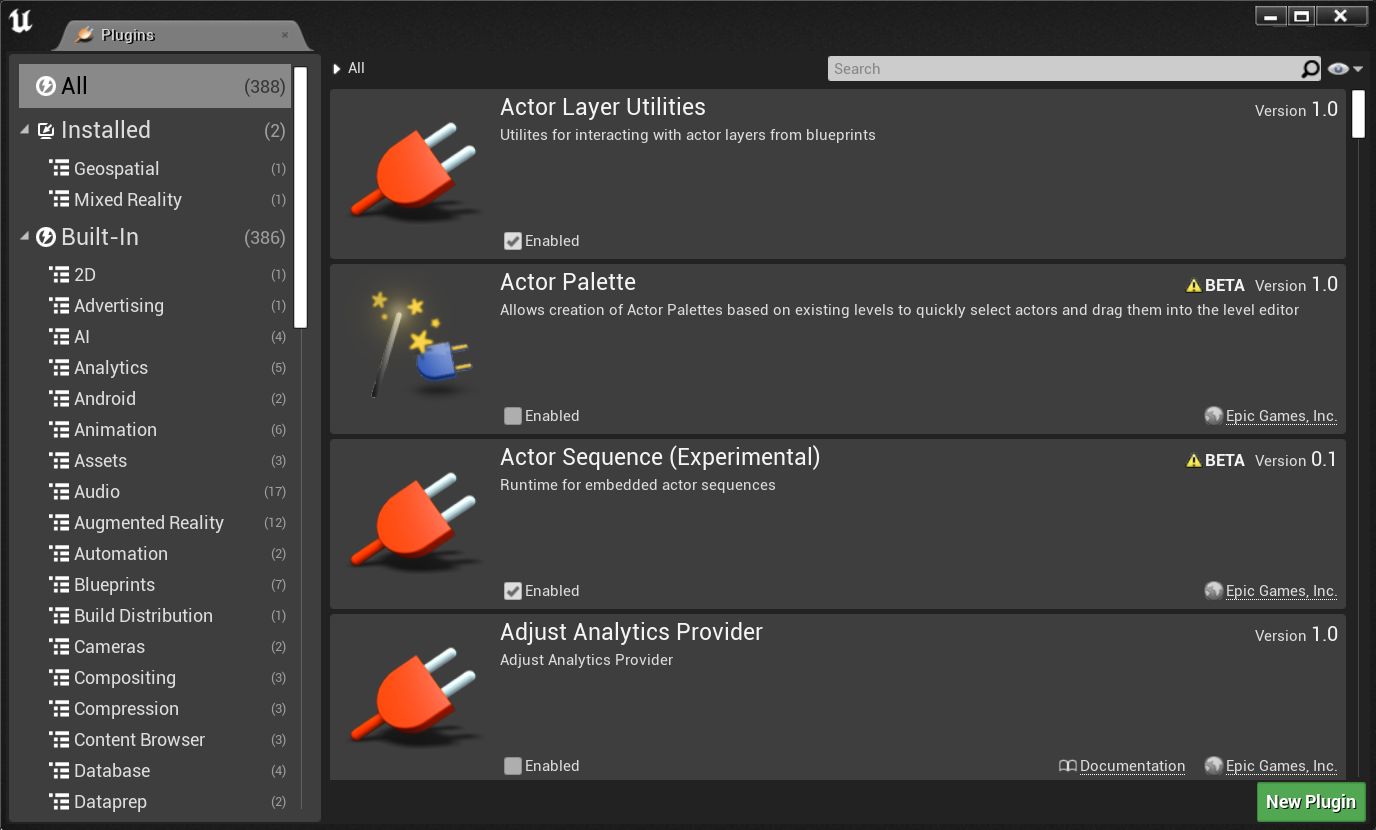 Plugins
All (388)
Installed (2)
Geospatial (1)
Mixed Reality (1)
Built-In (386)
2D (1)
Advertising (1)
AI (4)
Analytics (5)
Android (2)
Animation (6)
Assets (3)
Audio (17)
Augmented Reality (12)
Automation (2)
Blueprints (7)
Build Distribution (1)
Cameras (2)
Compositing (3)
Compression (3)
Content Browser (3)
Database (4)
Dataprep (2)
All
Search
Actor Layer Utilities Version 1.0
Utilites for interacting with actor layers from blueprints
Enabled
Actor Palette BETA Version 1.0
Allows creation of Actor Palettes based on existing levels to quickly select actors and drag them into the level editor
Enabled Epic Games, Inc.
Actor Sequence (Experimental) BETA Version 0.1
Runtime for embedded actor sequences
Enabled Epic Games, Inc.
Adjust Analytics Provider Version 1.0
Adjust Analytics Provider
Enabled Documentation Epic Games, Inc.
New Plugin